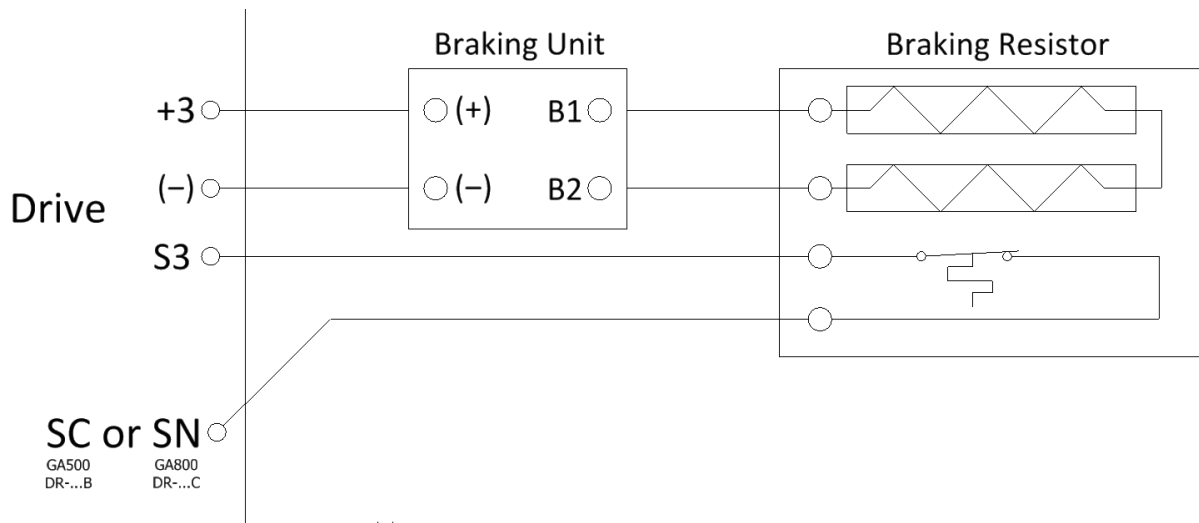 Braking Unit
Braking Resistor
+3
(+)
B1
(–)
(–)
B2
Drive
S3
SC or SN
GA500
GA800
DR-...B
DR-...C